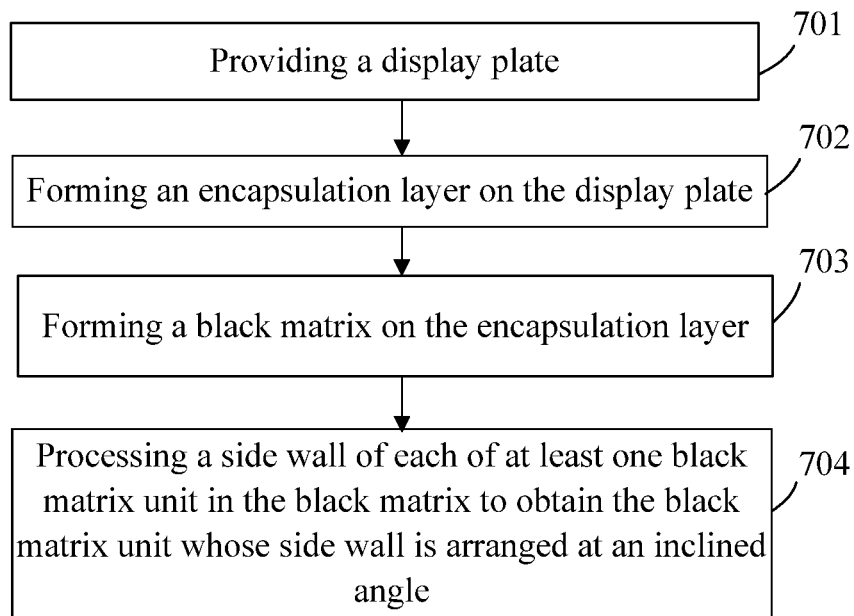 701
Providing a display plate
702
Forming an encapsulation layer on the display plate
703
Forming a black matrix on the encapsulation layer
704
Processing a side wall of each of at least one black
matrix unit in the black matrix to obtain the black
matrix unit whose side wall is arranged at an inclined
angle